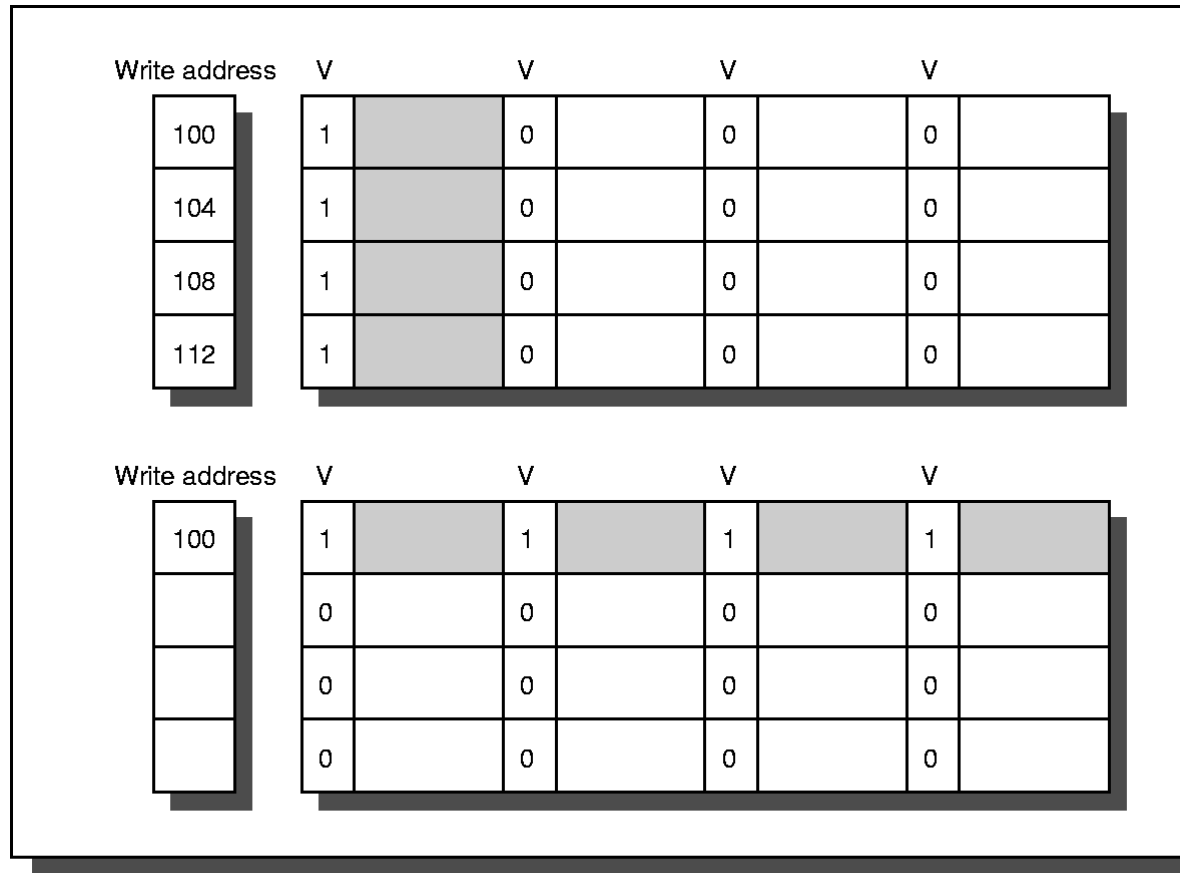 Write address V V V V
100 1 0 0 0
104 1 0 0 0
108 1 0 0 0
112 1 0 0 0
Write address V V V V
100 1 1 1 1
0 0 0 0
0 0 0 0
0 0 0 0